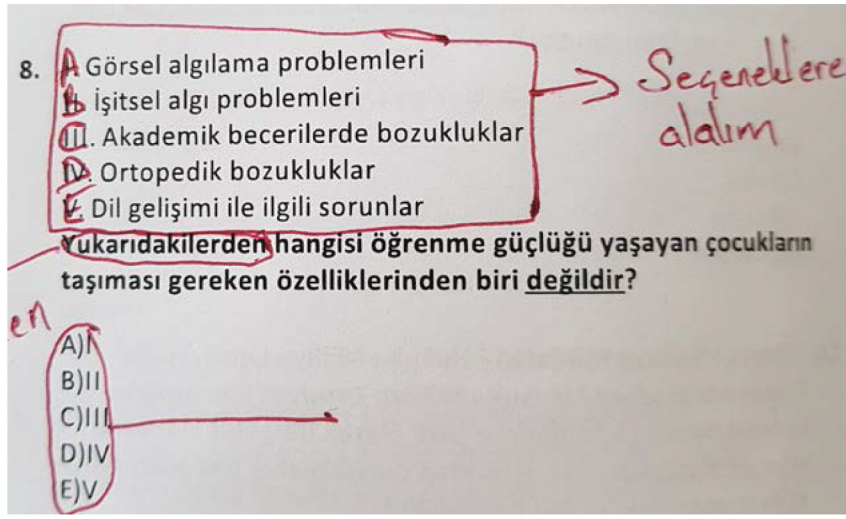 8. A Görsel algılama problemleri
B İşitsel algı problemleri
III. Akademik becerilerde bozukluklar
IV. Ortopedik bozukluklar
V. Dil gelişimi ile ilgili sorunlar
Seçeneklere
alalım
Yukarıdakilerden hangisi öğrenme güçlüğü yaşayan çocukların
taşıması gereken özelliklerinden biri değildir?
en
A)I
B)II
C)III
D)IV
E)V